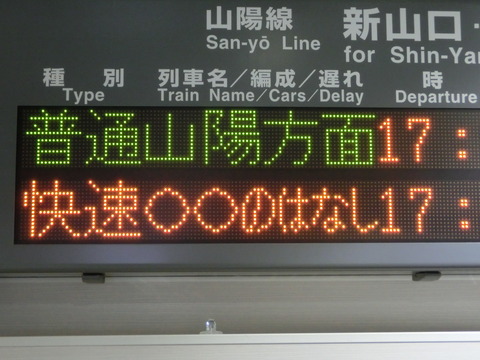 山陽線 新山口・
San-yō Line for Shin-Ya
種 別 列車名／編成／遅れ 時
Type Train Name／Cars／Delay Departure
普通山陽方面17:
快速○○のはなし17: